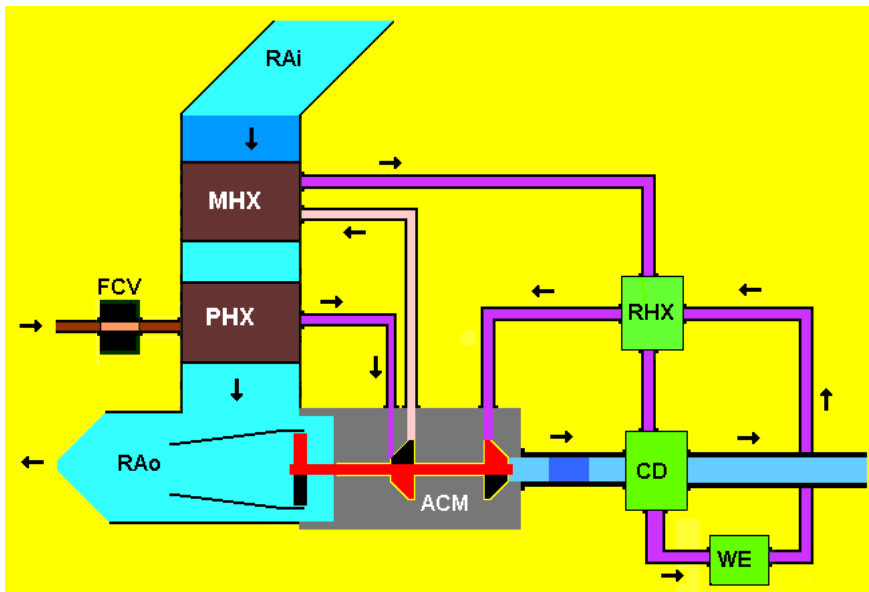 RAi
MHX
FCV
PHX
RHX
RAo
CD
ACM
WE